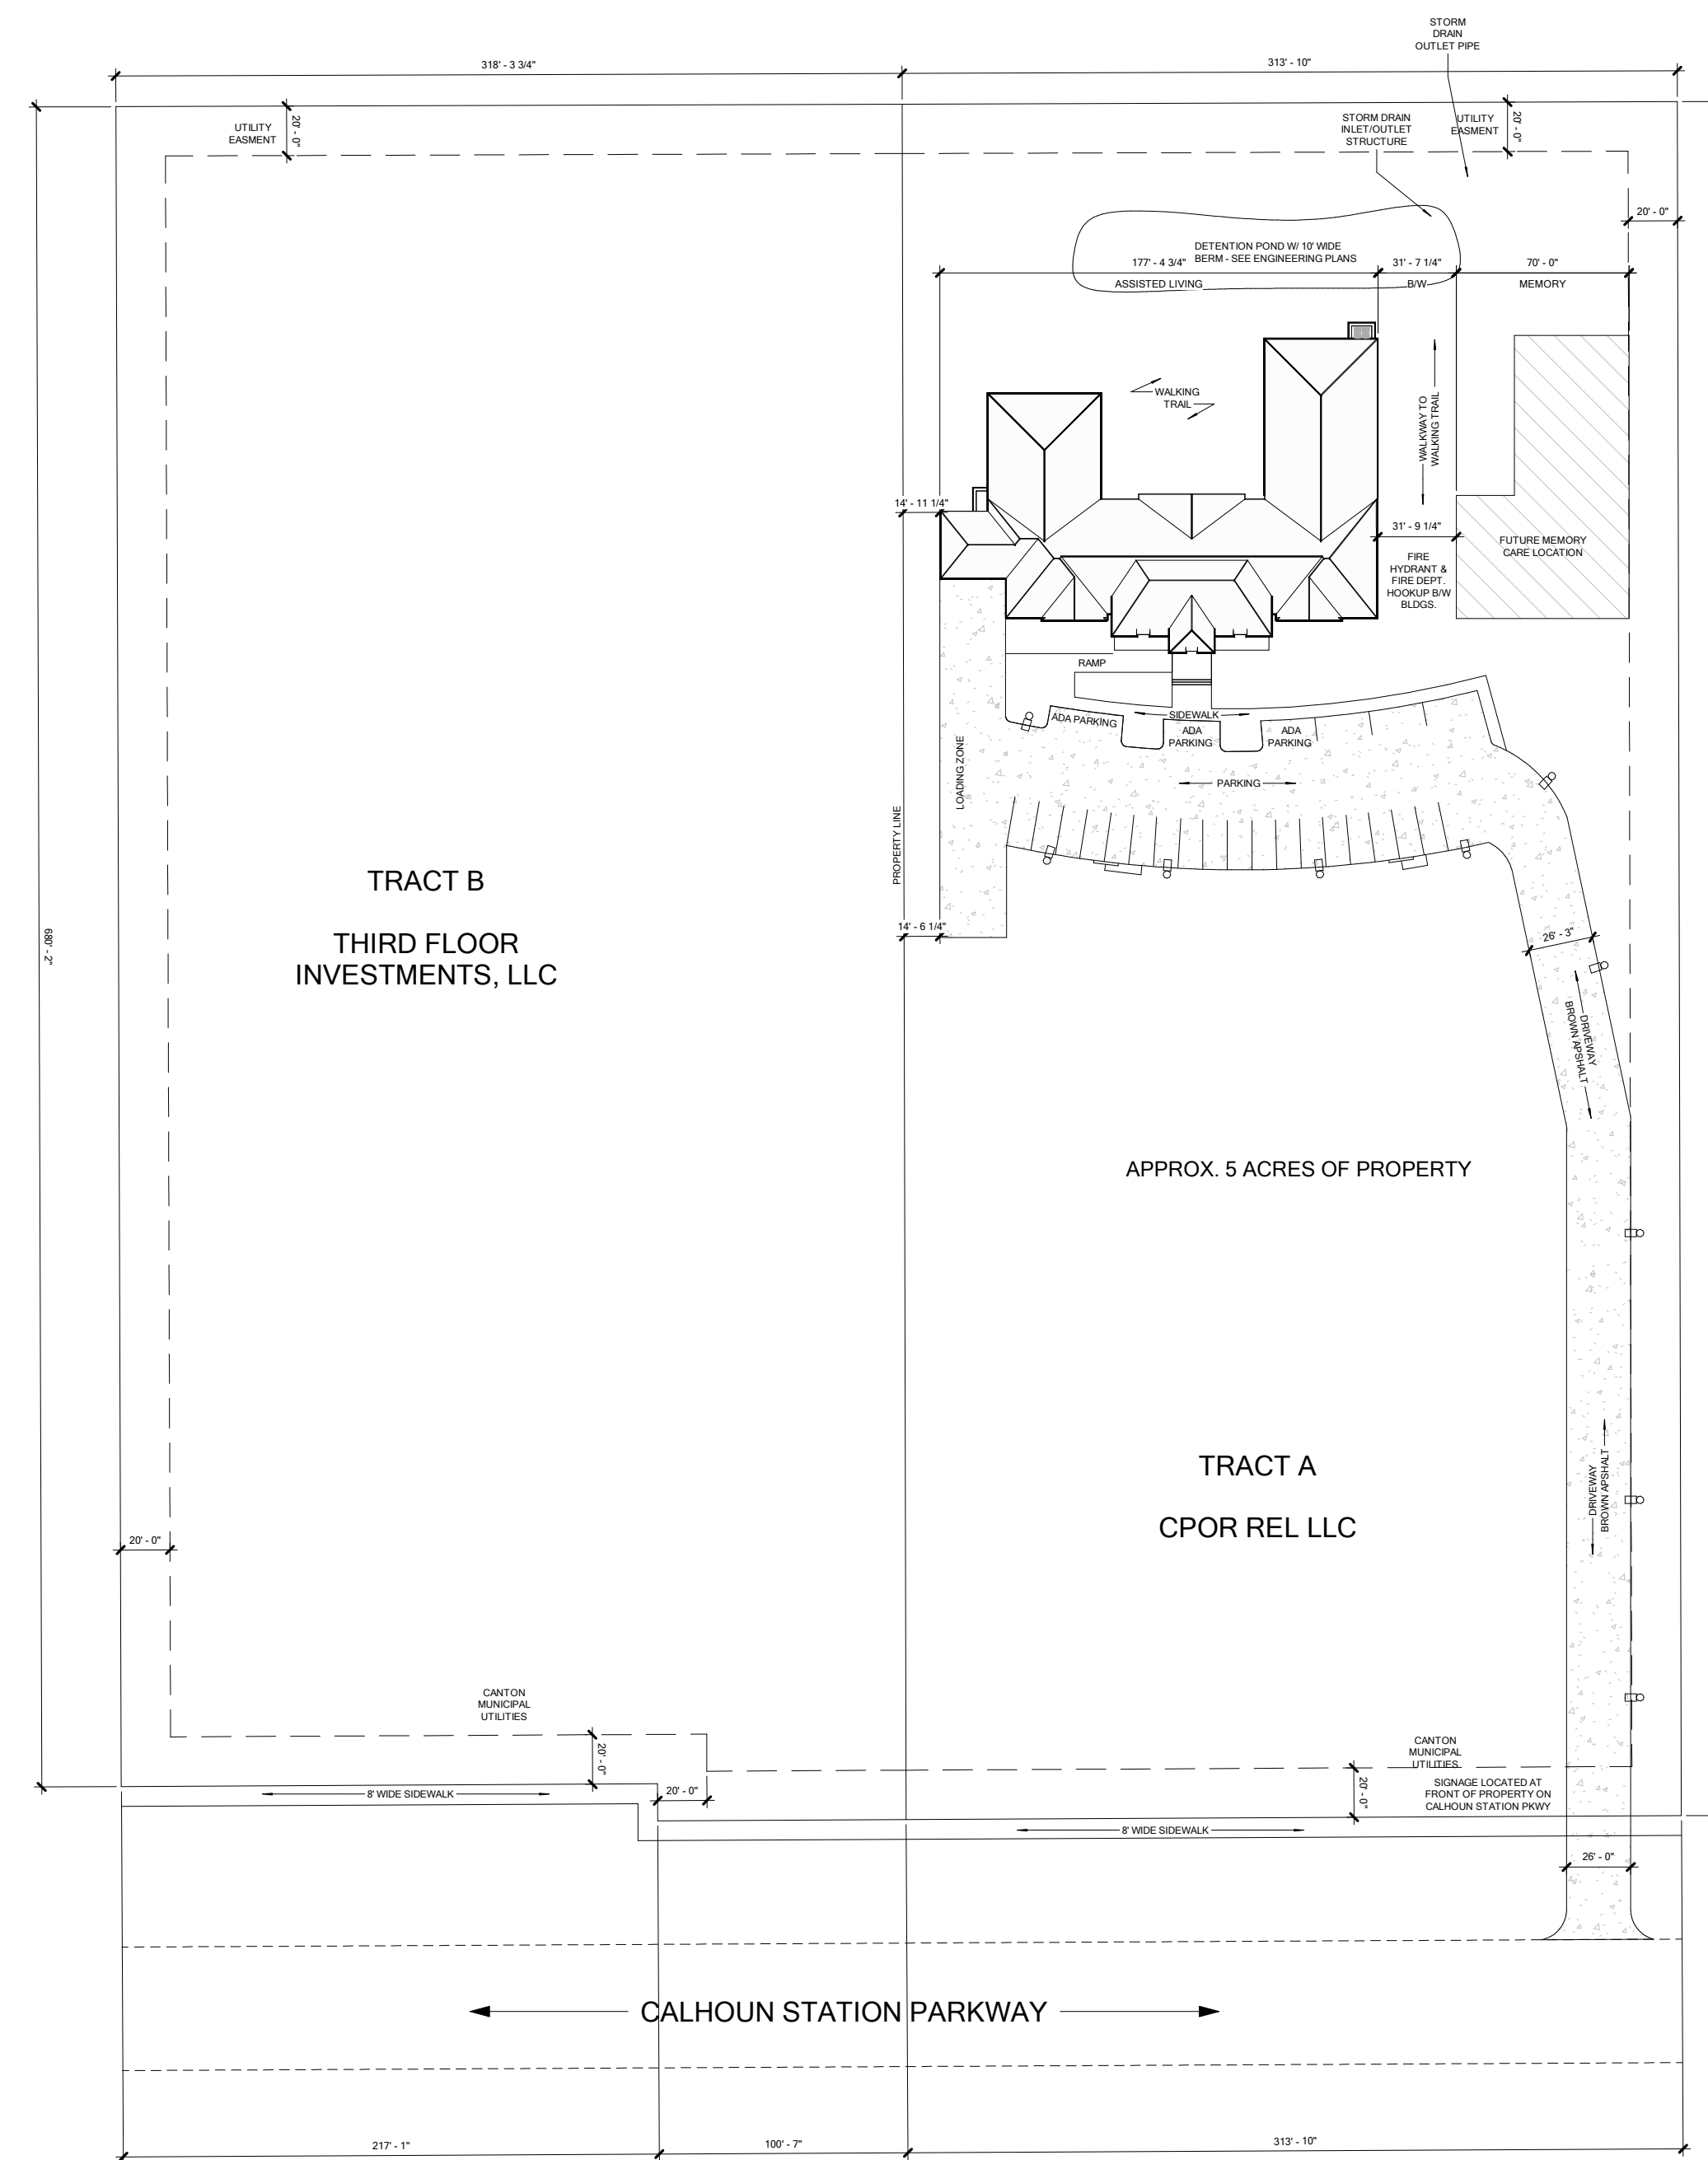 STORM
DRAIN
OUTLET PIPE
318' - 3 3/4"
313' - 10"
UTILITY
EASMENT
20' - 0"
STORM DRAIN
INLET/OUTLET
STRUCTURE
UTILITY
EASMENT
20' - 0"
20' - 0"
DETENTION POND W/ 10' WIDE
BERM - SEE ENGINEERING PLANS
177' - 4 3/4"
31' - 7 1/4"
70' - 0"
ASSISTED LIVING
B/W
MEMORY
WALKING
TRAIL
WALKWAY TO
WALKING TRAIL
14' - 11 1/4"
31' - 9 1/4"
FIRE
HYDRANT &
FIRE DEPT.
HOOKUP B/W
BLDGS.
FUTURE MEMORY
CARE LOCATION
RAMP
SIDEWALK
ADA PARKING
ADA
PARKING
ADA
PARKING
LOADING ZONE
PARKING
PROPERTY LINE
14' - 6 1/4"
26' - 3"
DRIVEWAY
BROWN APSHALT
680' - 2"
TRACT B
THIRD FLOOR
INVESTMENTS, LLC
APPROX. 5 ACRES OF PROPERTY
TRACT A
CPOR REL LLC
DRIVEWAY
BROWN APSHALT
20' - 0"
CANTON
MUNICIPAL
UTILITIES
20' - 0"
20' - 0"
CANTON
MUNICIPAL
UTILITIES
20' - 0"
SIGNAGE LOCATED AT
FRONT OF PROPERTY ON
CALHOUN STATION PKWY
8' WIDE SIDEWALK
8' WIDE SIDEWALK
26' - 0"
CALHOUN STATION PARKWAY
217' - 1"
100' - 7"
313' - 10"